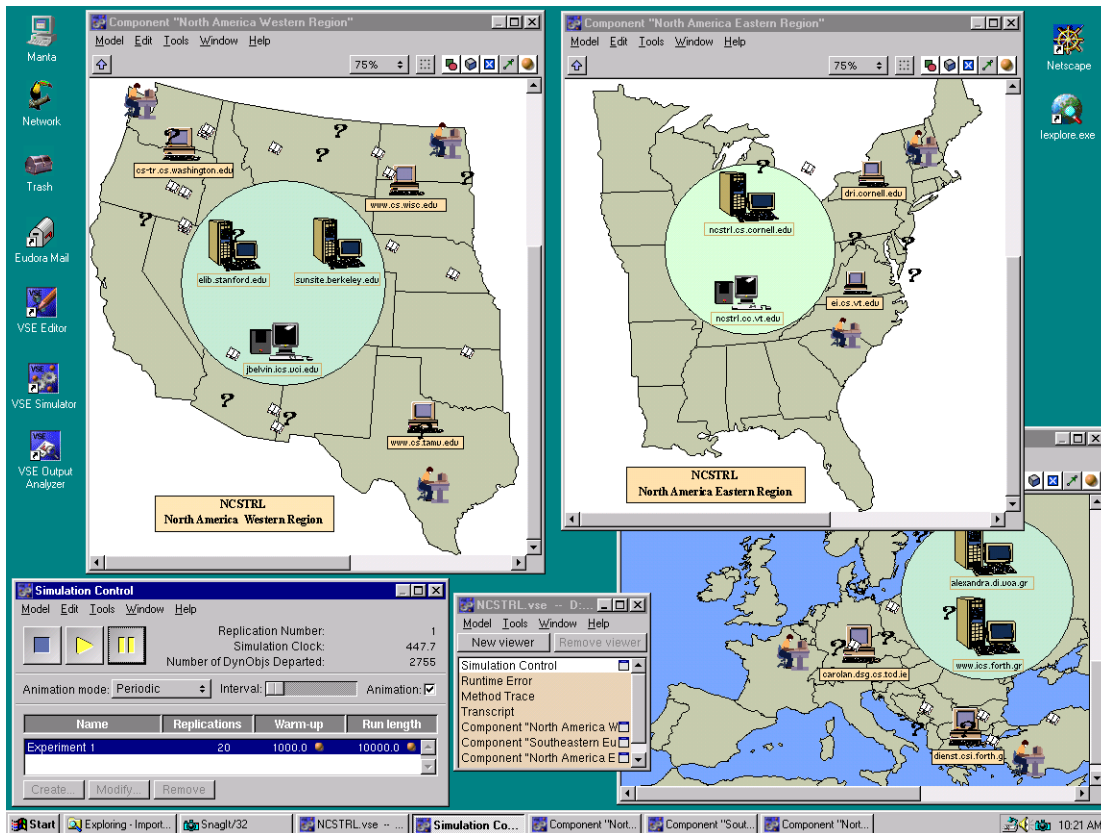 Manta
Network
Trash
Eudora Mail
VSE Editor
VSE Simulator
VSE
VSE Output
Analyzer
Component "North America Western Region"
Model Edit Tools Window Help
75%
cs-tr.cs.washington.edu
www.cs.wisc.edu
elib.stanford.edu
sunsite.berkeley.edu
jbelvin.ics.uci.edu
www.cs.tamu.edu
NCSTRL
North America Western Region
Component "North America Eastern Region"
Model Edit Tools Window Help
75%
dri.cornell.edu
ncstrl.cs.cornell.edu
ei.cs.vt.edu
ncstrl.cc.vt.edu
NCSTRL
North America Eastern Region
Netscape
Iexplore.exe
alexandra.di.uoa.gr
www.ics.forth.gr
carolan.dsg.cs.tcd.ie
dienst.csi.forth.g
Simulation Control
Model Edit Tools Window Help
Replication Number: 1
Simulation Clock: 447.7
Number of DynObjs Departed: 2755
Animation mode: Periodic Interval: Animation:
Name Replications Warm-up Run length
Experiment 1 20 1000.0 10000.0
Create... Modify... Remove
NCSTRL.vse -- D:...
Model Tools Window Help
New viewer Remove viewer
Simulation Control
Runtime Error
Method Trace
Transcript
Component "North America W
Component "Southeastern Eu
Component "North America E
Start Exploring - Import... SnagIt/32 NCSTRL.vse -- ... Simulation Co... Component "Nort... Component "Sout... Component "Nort... 10:21 AM